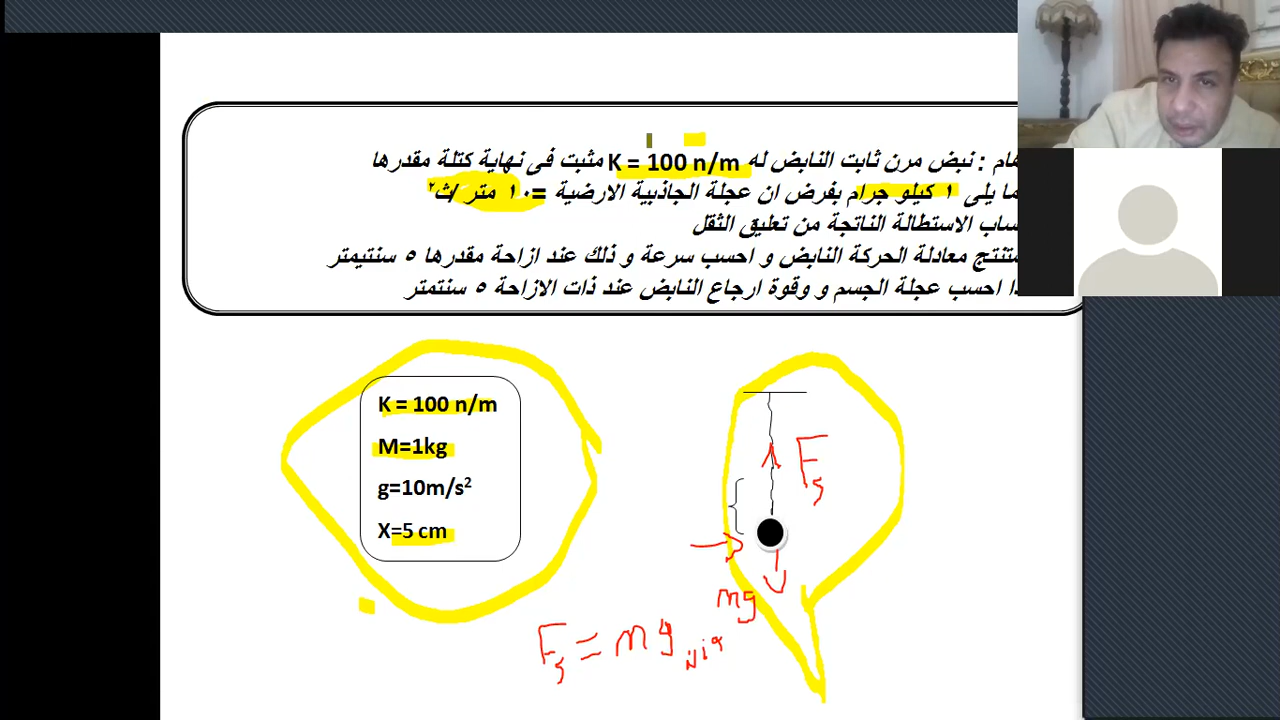 هام : نبض مرن ثابت النابض له K = 100 n/m مثبت فى نهاية كتلة مقدرها
ما يلى ١ كيلو جرام بفرض ان عجلة الجاذبية الارضية =١٠ متر /ث٢
ساب الاستطالة الناتجة من تعليق الثقل
ستنتج معادلة الحركة النابض و احسب سرعة و ذلك عند ازاحة مقدرها ٥ سنتيمتر
ذا احسب عجلة الجسم و وقوة ارجاع النابض عند ذات الازاحة ٥ سنتمتر
K = 100 n/m
M=1kg
g=10m/s²
X=5 cm
Fs
mg
Fs = mg